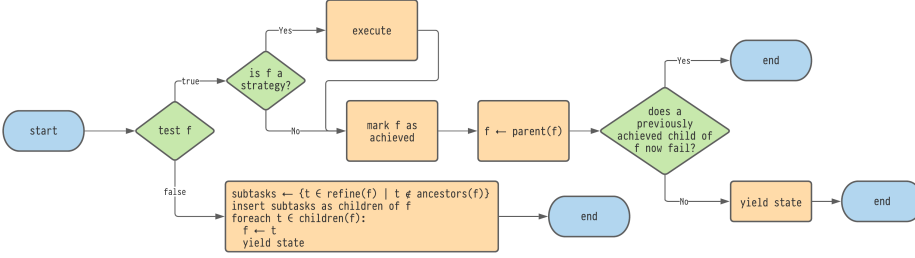 start
test f
true
false
is f a
strategy?
Yes
No
execute
mark f as
achieved
f ← parent(f)
does a
previously
achieved child of
f now fail?
Yes
end
No
yield state
end
subtasks ← {t ∈ refine(f) | t ∉ ancestors(f)}
insert subtasks as children of f
foreach t ∈ children(f):
f ← t
yield state
end